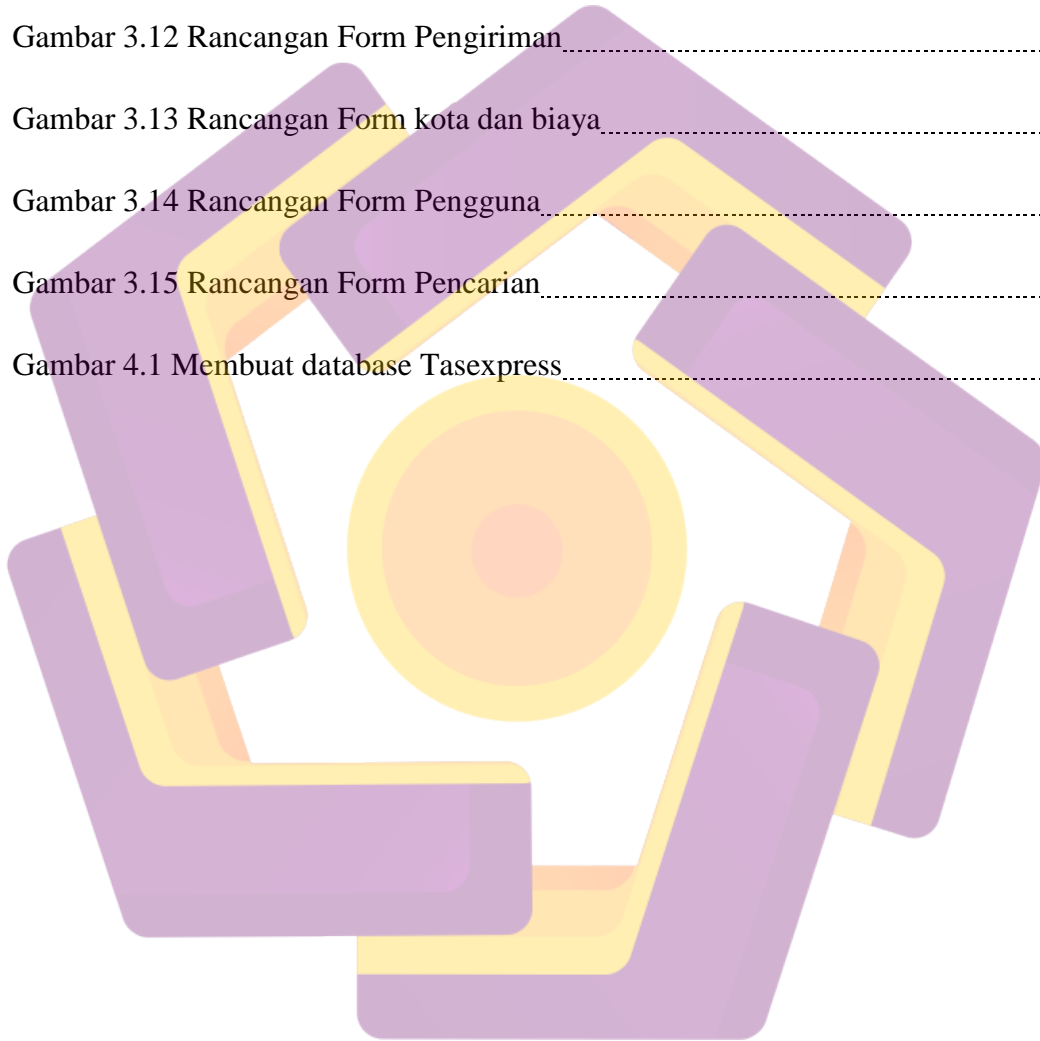 Gambar 3.12 Rancangan Form Pengiriman
Gambar 3.13 Rancangan Form kota dan biaya
Gambar 3.14 Rancangan Form Pengguna
Gambar 3.15 Rancangan Form Pencarian
Gambar 4.1 Membuat database Tasexpress